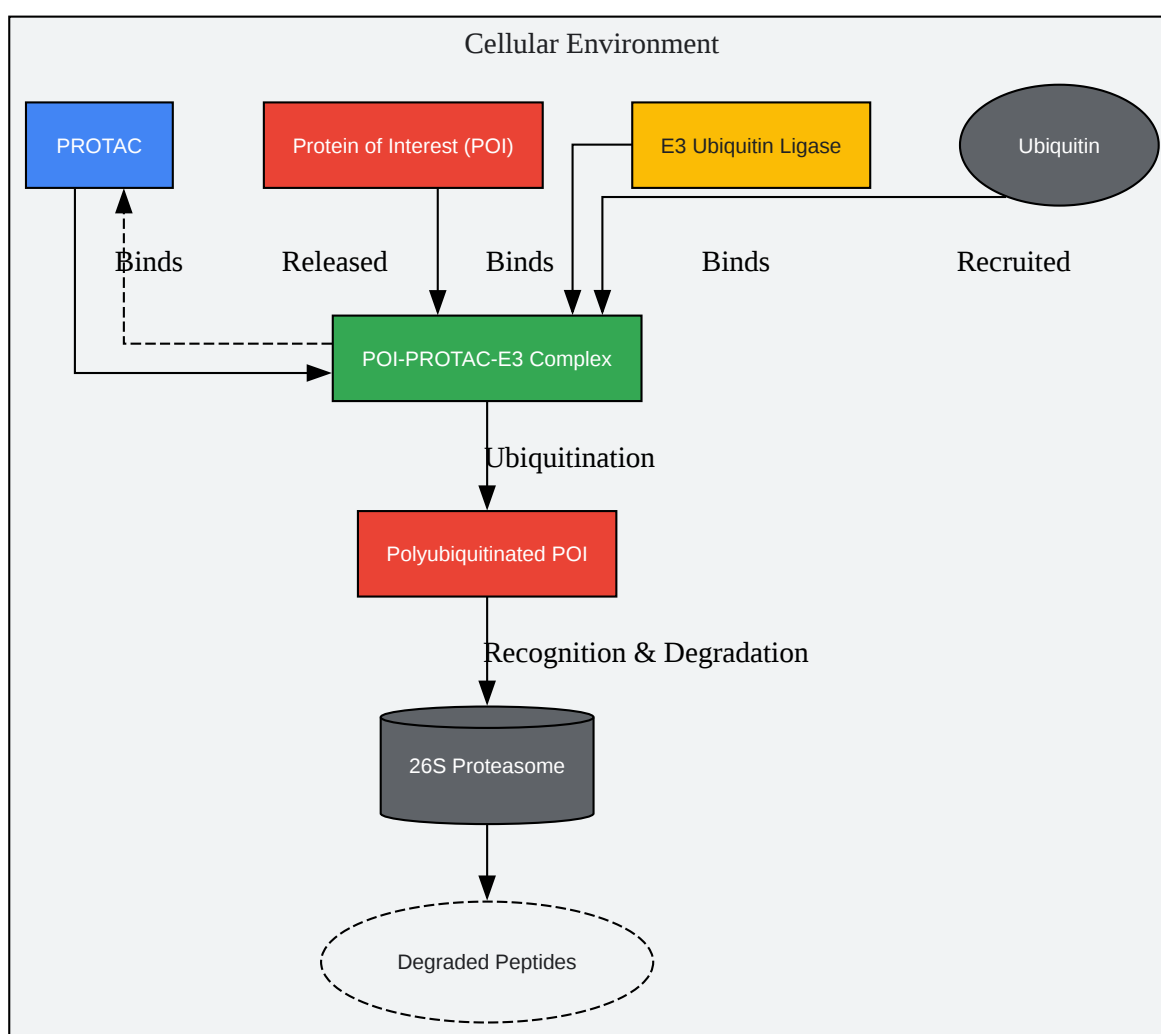 Cellular Environment
PROTAC
Protein of Interest (POI)
E3 Ubiquitin Ligase
Ubiquitin
Binds
Released
Binds
Binds
Recruited
POI-PROTAC-E3 Complex
Ubiquitination
Polyubiquitinated POI
Recognition & Degradation
26S Proteasome
Degraded Peptides